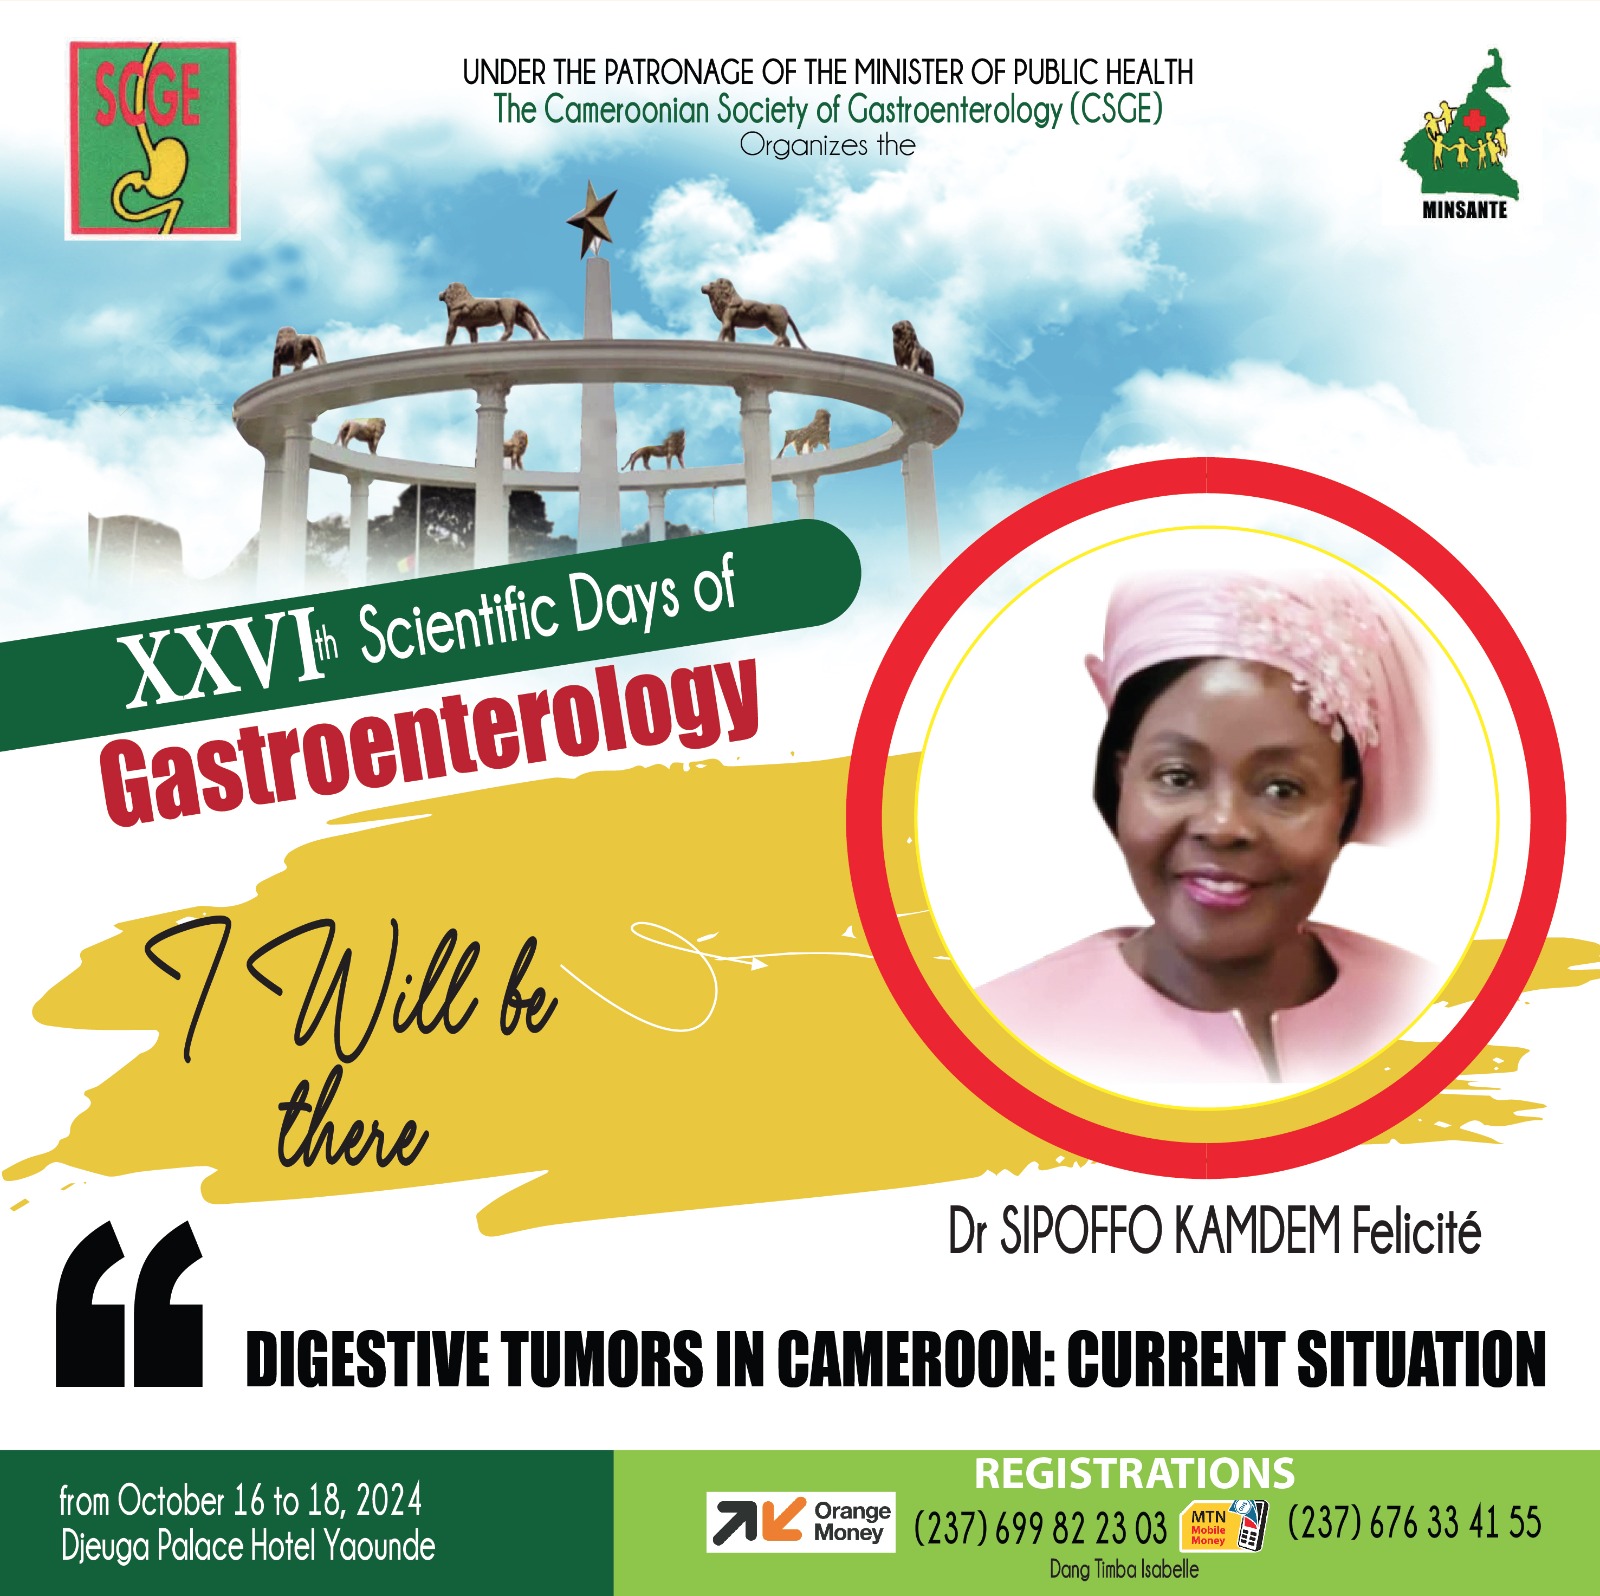 SCGE
UNDER THE PATRONAGE OF THE MINISTER OF PUBLIC HEALTH
The Cameroonian Society of Gastroenterology (CSGE)
Organizes the
MINSANTE
XXVIth Scientific Days of
Gastroenterology
I Will be
there
Dr SIPOFFO KAMDEM Felicité
“
DIGESTIVE TUMORS IN CAMEROON: CURRENT SITUATION
from October 16 to 18, 2024
Djeuga Palace Hotel Yaounde
REGISTRATIONS
Orange
Money
(237) 699 82 23 03
MTN
Mobile
Money
(237) 676 33 41 55
Dang Timba Isabelle